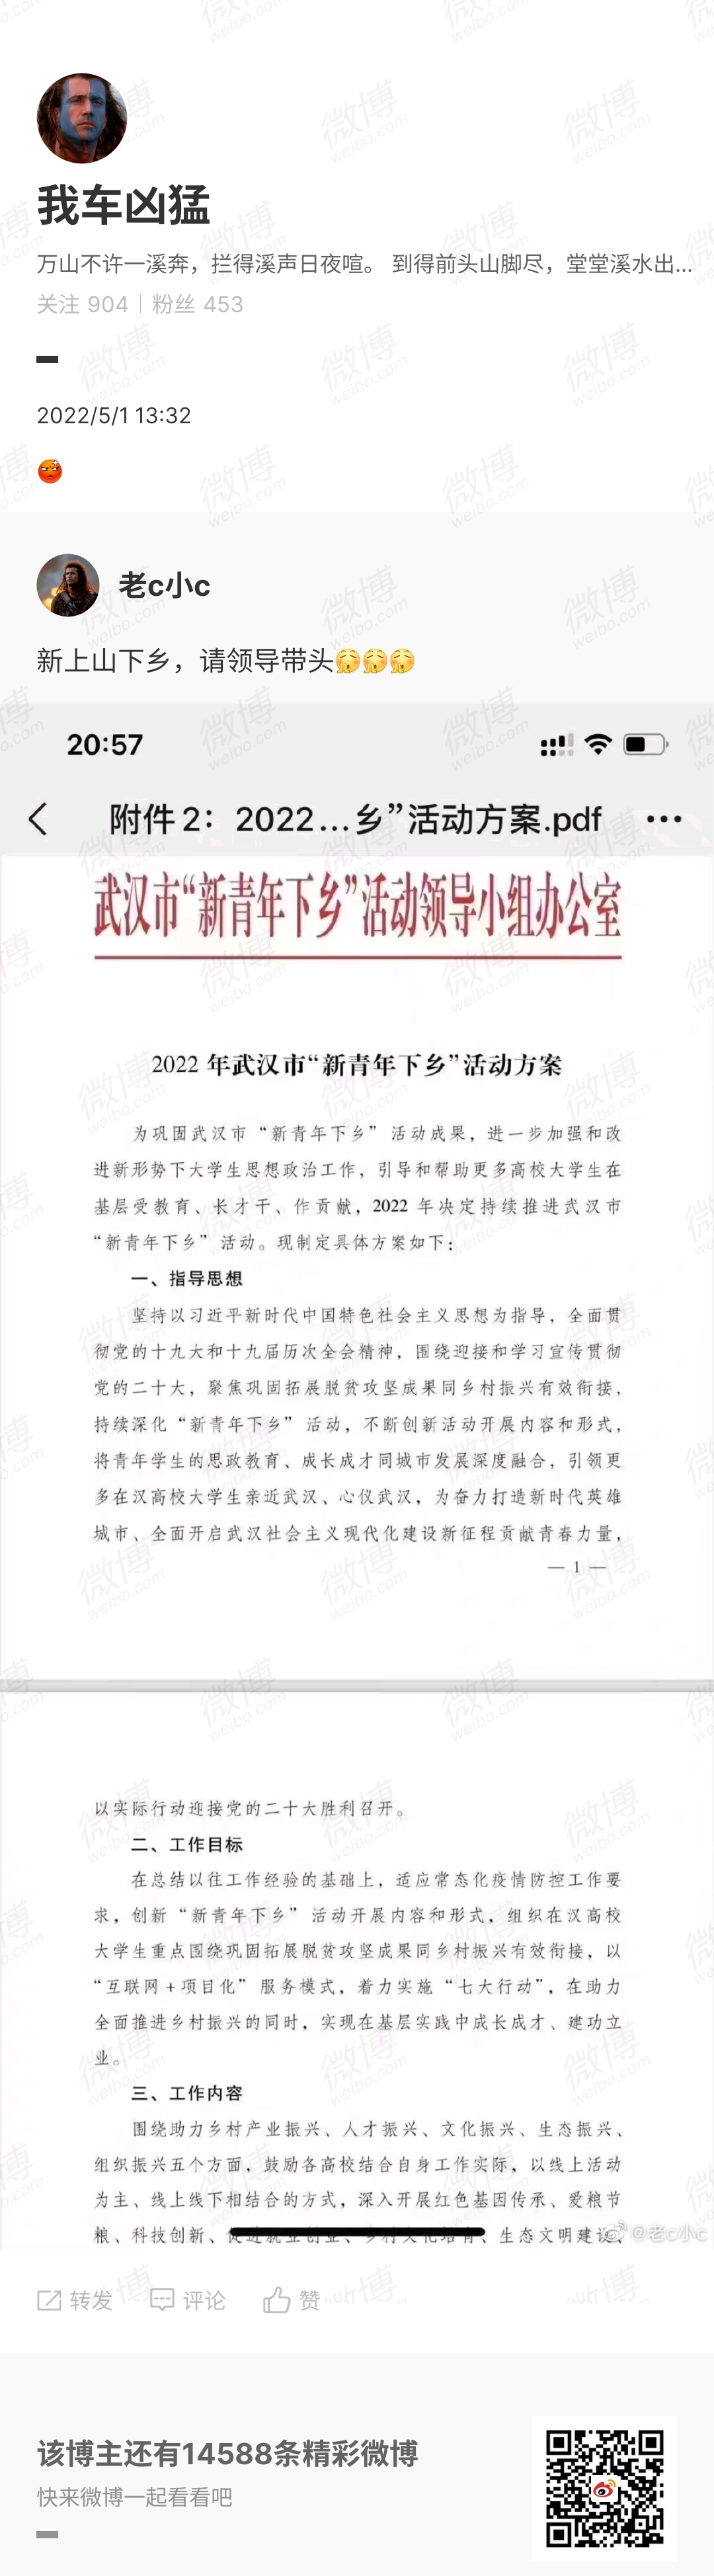 我车凶猛
万山不许一溪奔，拦得溪声日夜喧。 到得前头山脚尽，堂堂溪水出...
关注 904 | 粉丝 453
2022/5/1 13:32
老c小c
新上山下乡，请领导带头
20:57
附件2：2022...乡”活动方案.pdf
武汉市“新青年下乡”活动领导小组办公室
2022 年武汉市“新青年下乡”活动方案
为巩固武汉市“新青年下乡”活动成果，进一步加强和改
进新形势下大学生思想政治工作，引导和帮助更多高校大学生在
基层受教育、长才干、作贡献，2022 年决定持续推进武汉市
“新青年下乡”活动。现制定具体方案如下：
一、指导思想
坚持以习近平新时代中国特色社会主义思想为指导，全面贯
彻党的十九大和十九届历次全会精神，围绕迎接和学习宣传贯彻
党的二十大，聚焦巩固拓展脱贫攻坚成果同乡村振兴有效衔接，
持续深化“新青年下乡”活动，不断创新活动开展内容和形式，
将青年学生的思政教育、成长成才同城市发展深度融合，引领更
多在汉高校大学生亲近武汉、心仪武汉，为奋力打造新时代英雄
城市、全面开启武汉社会主义现代化建设新征程贡献青春力量，
— 1 —
以实际行动迎接党的二十大胜利召开。
二、工作目标
在总结以往工作经验的基础上，适应常态化疫情防控工作要
求，创新“新青年下乡”活动开展内容和形式，组织在汉高校
大学生重点围绕巩固拓展脱贫攻坚成果同乡村振兴有效衔接，以
“互联网+项目化”服务模式，着力实施“七大行动”，在助力
全面推进乡村振兴的同时，实现在基层实践中成长成才、建功立
业。
三、工作内容
围绕助力乡村产业振兴、人才振兴、文化振兴、生态振兴、
组织振兴五个方面，鼓励各高校结合自身工作实际，以线上活动
为主、线上线下相结合的方式，深入开展红色基因传承、爱粮节
粮、科技创新、促进就业创业、乡村文化培育、生态文明建设、
@老c小c
转发 评论 赞
该博主还有14588条精彩微博
快来微博一起看看吧
微博
weibo.com